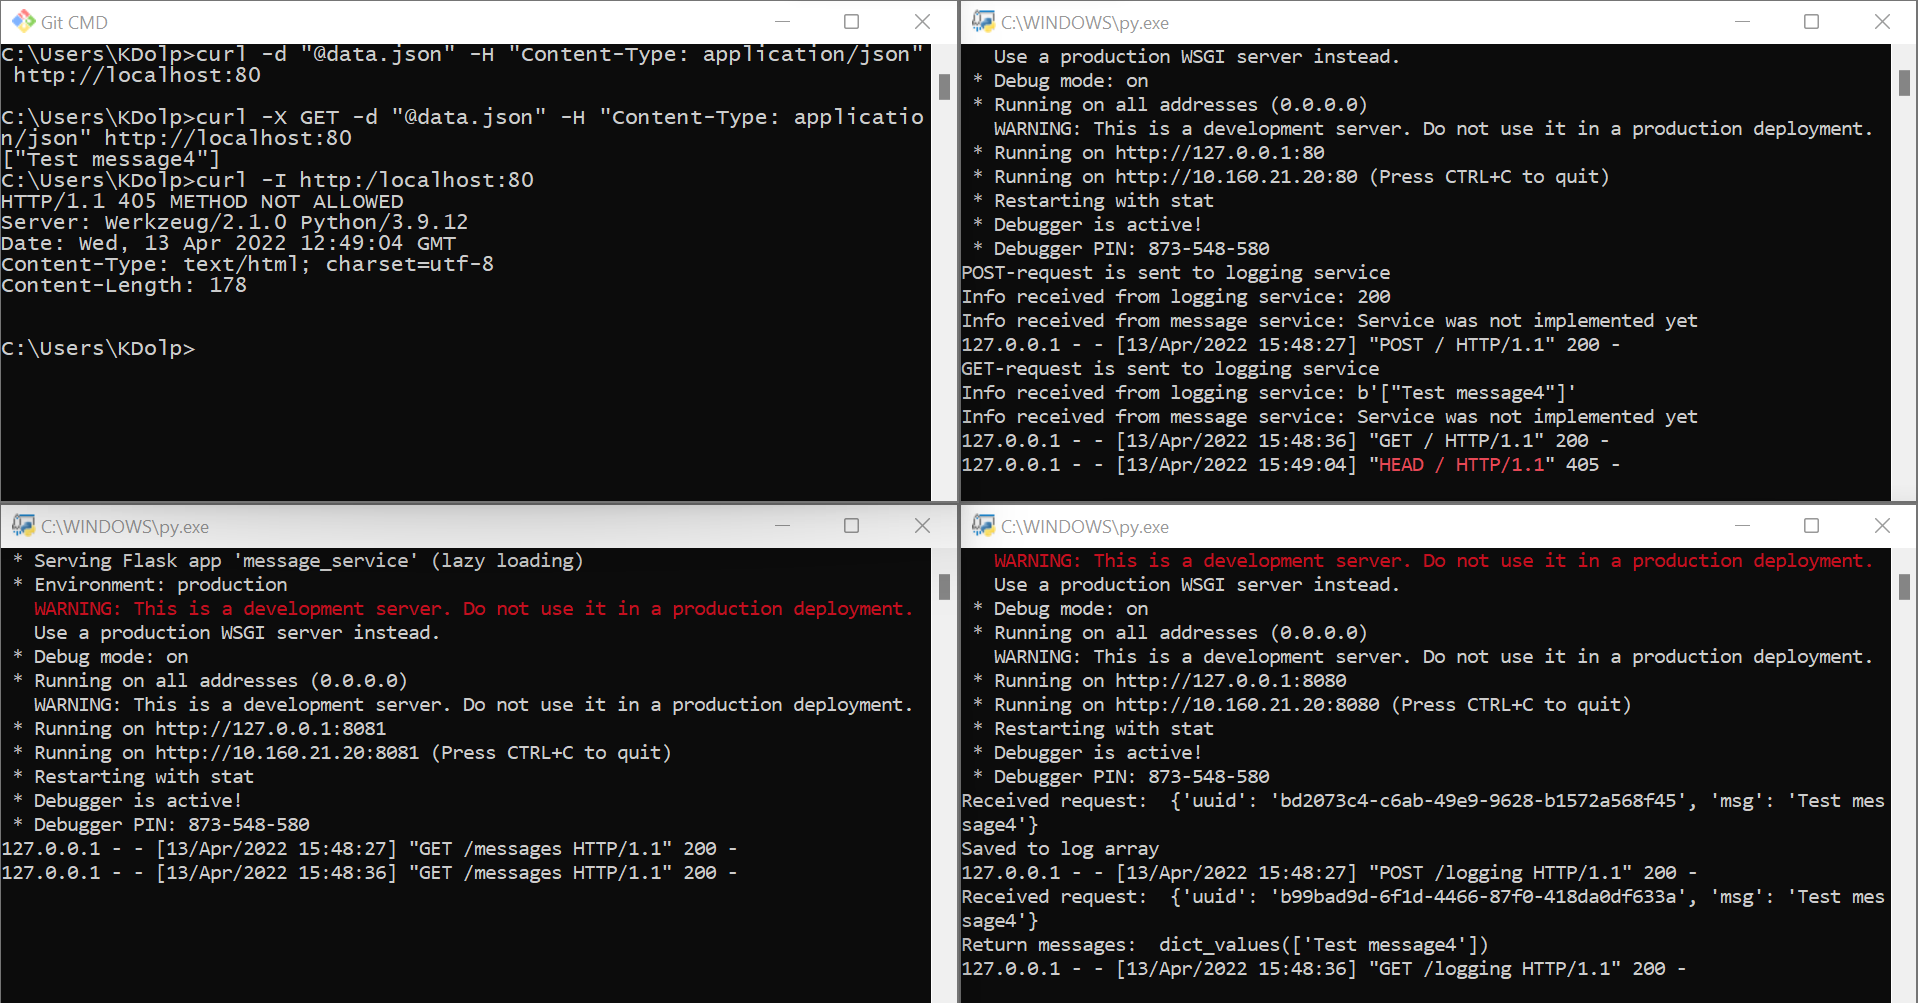 Git CMD
C:\Users\KDolp>curl -d "@data.json" -H "Content-Type: application/json"
 http://localhost:80
C:\Users\KDolp>curl -X GET -d "@data.json" -H "Content-Type: applicatio
n/json" http://localhost:80
["Test message4"]
C:\Users\KDolp>curl -I http:/localhost:80
HTTP/1.1 405 METHOD NOT ALLOWED
Server: Werkzeug/2.1.0 Python/3.9.12
Date: Wed, 13 Apr 2022 12:49:04 GMT
Content-Type: text/html; charset=utf-8
Content-Length: 178
C:\Users\KDolp>
C:\WINDOWS\py.exe
   Use a production WSGI server instead.
 * Debug mode: on
 * Running on all addresses (0.0.0.0)
   WARNING: This is a development server. Do not use it in a production deployment.
 * Running on http://127.0.0.1:80
 * Running on http://10.160.21.20:80 (Press CTRL+C to quit)
 * Restarting with stat
 * Debugger is active!
 * Debugger PIN: 873-548-580
POST-request is sent to logging service
Info received from logging service: 200
Info received from message service: Service was not implemented yet
127.0.0.1 - - [13/Apr/2022 15:48:27] "POST / HTTP/1.1" 200 -
GET-request is sent to logging service
Info received from logging service: b'["Test message4"]'
Info received from message service: Service was not implemented yet
127.0.0.1 - - [13/Apr/2022 15:48:36] "GET / HTTP/1.1" 200 -
127.0.0.1 - - [13/Apr/2022 15:49:04] "HEAD / HTTP/1.1" 405 -
C:\WINDOWS\py.exe
 * Serving Flask app 'message_service' (lazy loading)
 * Environment: production
   WARNING: This is a development server. Do not use it in a production deployment.
   Use a production WSGI server instead.
 * Debug mode: on
 * Running on all addresses (0.0.0.0)
   WARNING: This is a development server. Do not use it in a production deployment.
 * Running on http://127.0.0.1:8081
 * Running on http://10.160.21.20:8081 (Press CTRL+C to quit)
 * Restarting with stat
 * Debugger is active!
 * Debugger PIN: 873-548-580
127.0.0.1 - - [13/Apr/2022 15:48:27] "GET /messages HTTP/1.1" 200 -
127.0.0.1 - - [13/Apr/2022 15:48:36] "GET /messages HTTP/1.1" 200 -
C:\WINDOWS\py.exe
   WARNING: This is a development server. Do not use it in a production deployment.
   Use a production WSGI server instead.
 * Debug mode: on
 * Running on all addresses (0.0.0.0)
   WARNING: This is a development server. Do not use it in a production deployment.
 * Running on http://127.0.0.1:8080
 * Running on http://10.160.21.20:8080 (Press CTRL+C to quit)
 * Restarting with stat
 * Debugger is active!
 * Debugger PIN: 873-548-580
Received request:  {'uuid': 'bd2073c4-c6ab-49e9-9628-b1572a568f45', 'msg': 'Test mes
sage4'}
Saved to log array
127.0.0.1 - - [13/Apr/2022 15:48:27] "POST /logging HTTP/1.1" 200 -
Received request:  {'uuid': 'b99bad9d-6f1d-4466-87f0-418da0df633a', 'msg': 'Test mes
sage4'}
Return messages:  dict_values(['Test message4'])
127.0.0.1 - - [13/Apr/2022 15:48:36] "GET /logging HTTP/1.1" 200 -